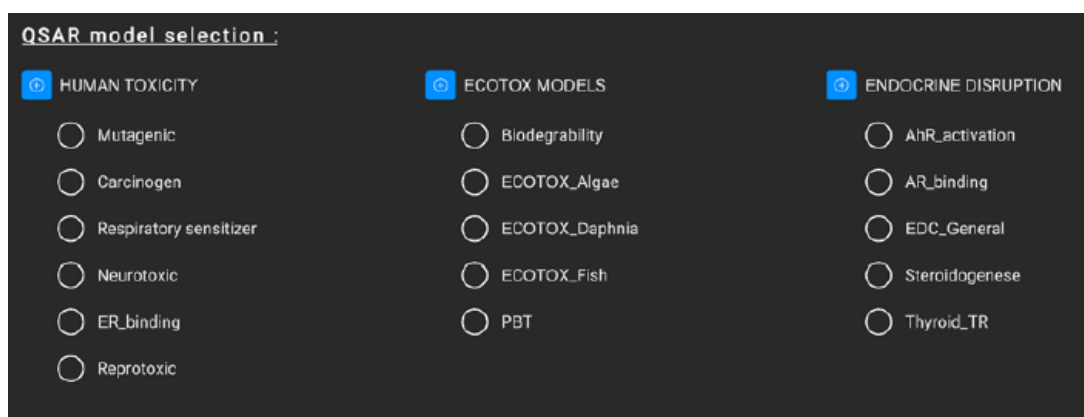 QSAR model selection :
HUMAN TOXICITY
Mutagenic
Carcinogen
Respiratory sensitizer
Neurotoxic
ER_binding
Reprotoxic
ECOTOX MODELS
Biodegrability
ECOTOX_Algae
ECOTOX_Daphnia
ECOTOX_Fish
PBT
ENDOCRINE DISRUPTION
AhR_activation
AR_binding
EDC_General
Steroidogenese
Thyroid_TR